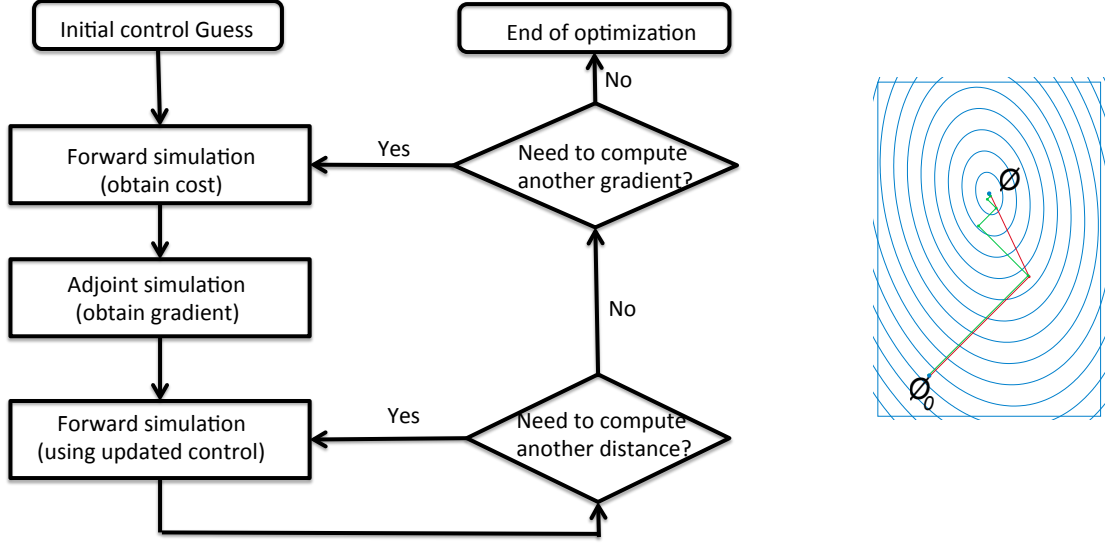 Initial control Guess
End of optimization
No
Forward simulation
(obtain cost)
Yes
Need to compute
another gradient?
Adjoint simulation
(obtain gradient)
No
Forward simulation
(using updated control)
Yes
Need to compute
another distance?
Ø
Ø0